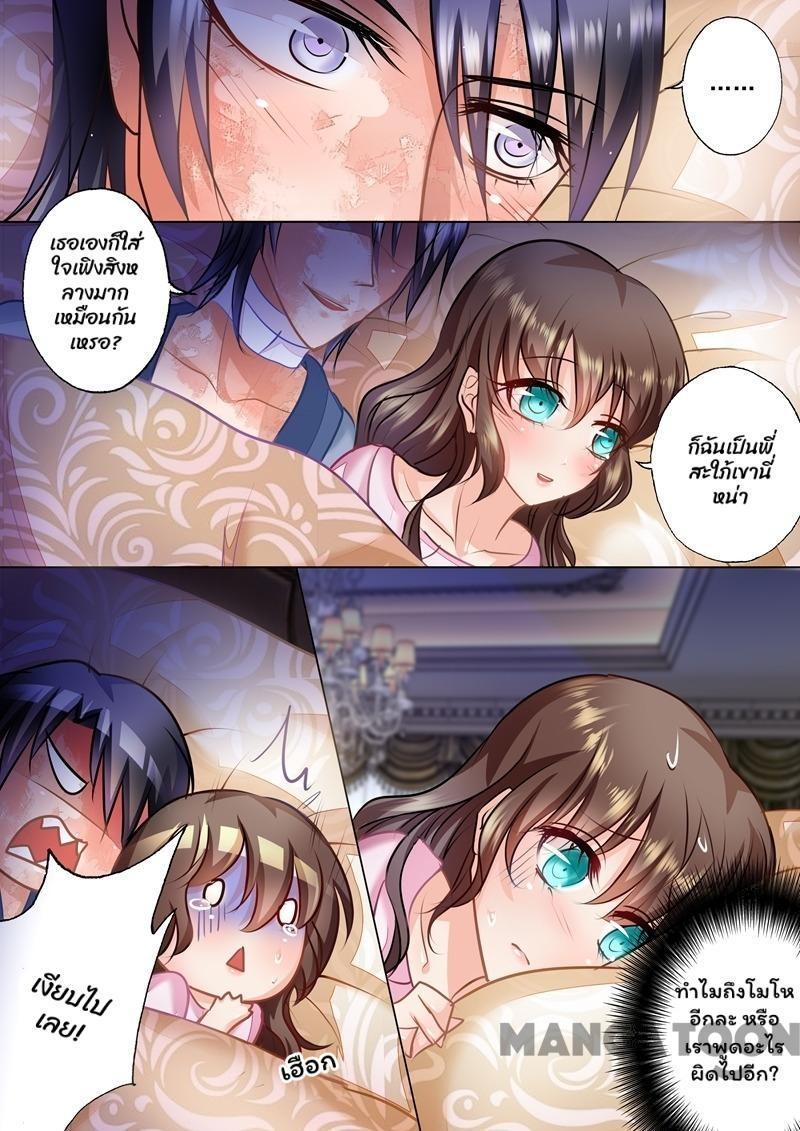 ......
เธอเองก็ใส่
ใจเฟิงสิงห
ลางมาก
เหมือนกัน
เหรอ?
ก็ฉันเป็นพี่
สะใภ้เขานี่
หน่า
เงียบไป
เลย!
เฮือก
ทำไมถึงโมโห
อีกละ หรือ
เราพูดอะไร
ผิดไปอีก?
MANGATOON